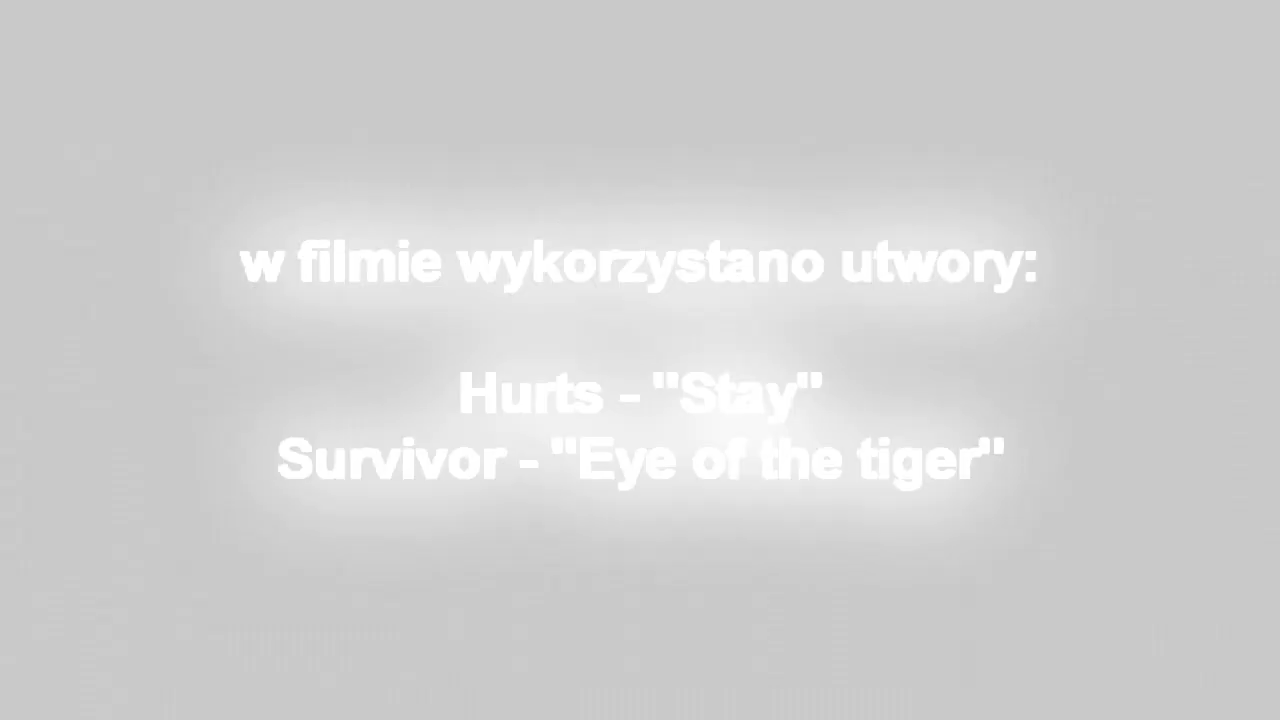 w filmie wykorzystano utwory:
Hurts - "Stay"
Survivor - "Eye of the tiger"